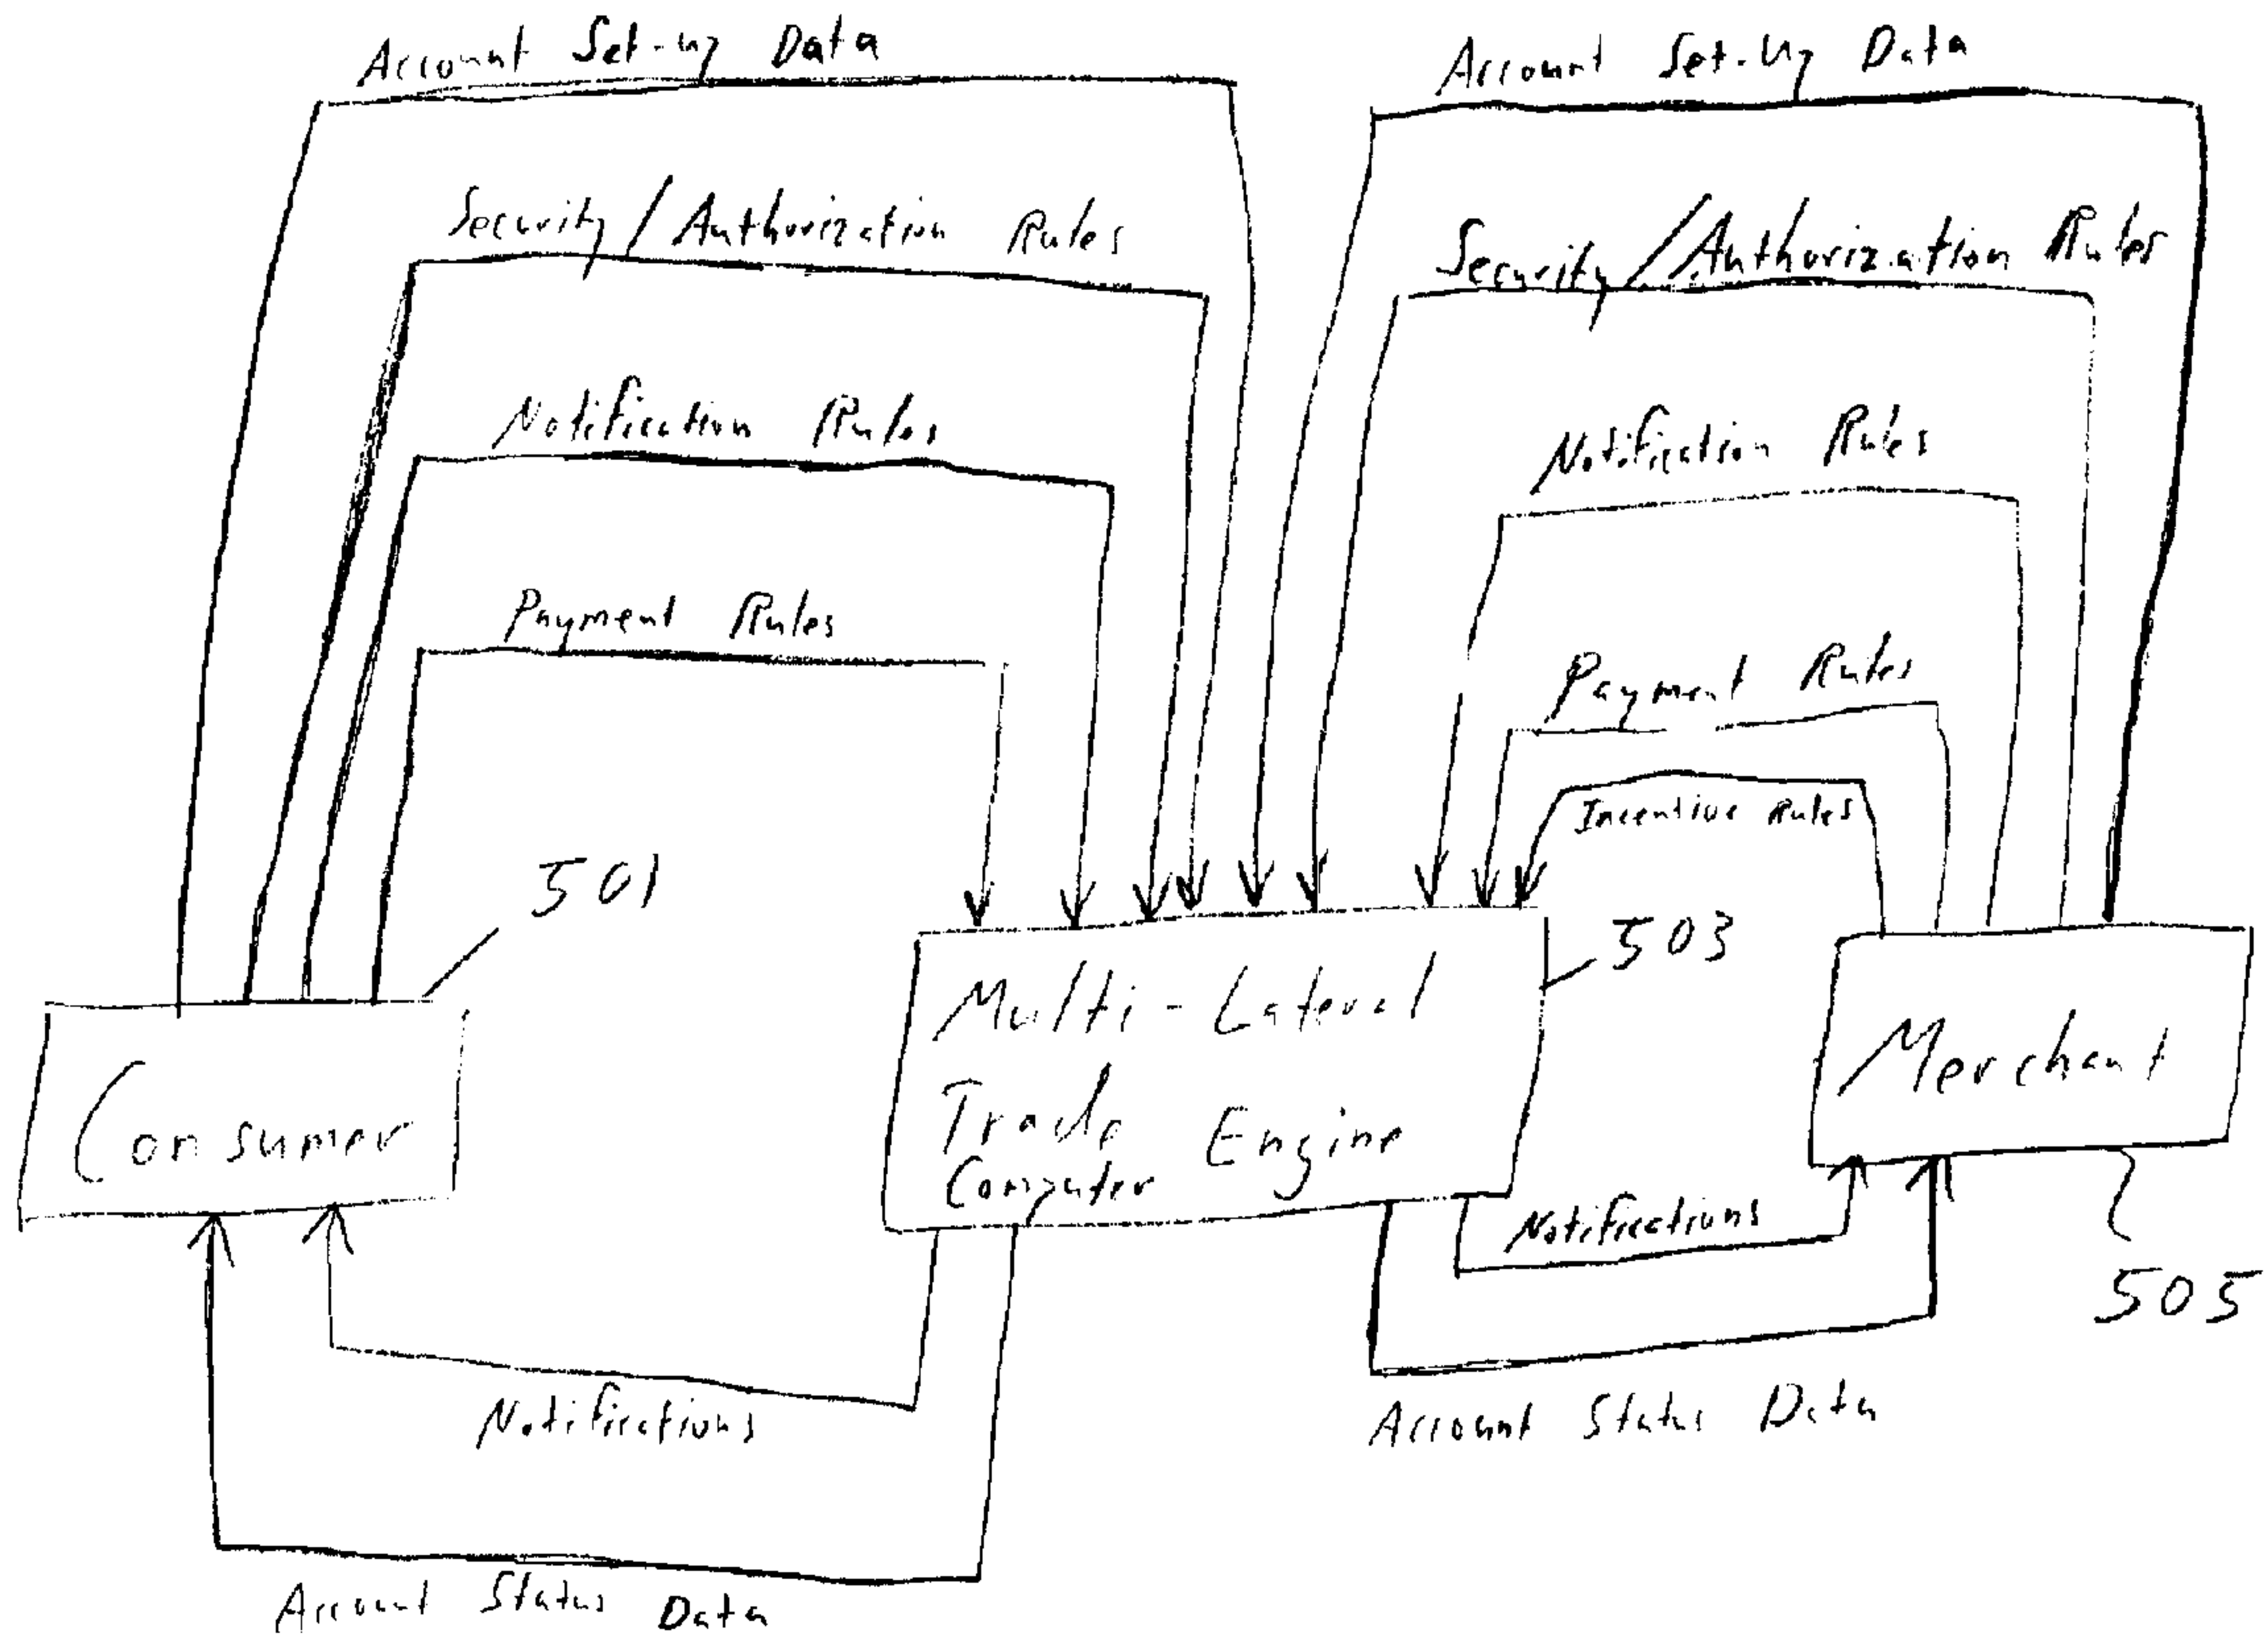 Account Set-up Data
Account Set-Up Data
Security/Authorization Rules
Security/Authorization Rules
Notification Rules
Notification Rules
Payment Rules
Payment Rules
Incentive Rules
501
503
Consumer
Multi-Lateral
Trade Engine
Computer
Merchant
Notifications
505
Notifications
Account Status Data
Account Status Data